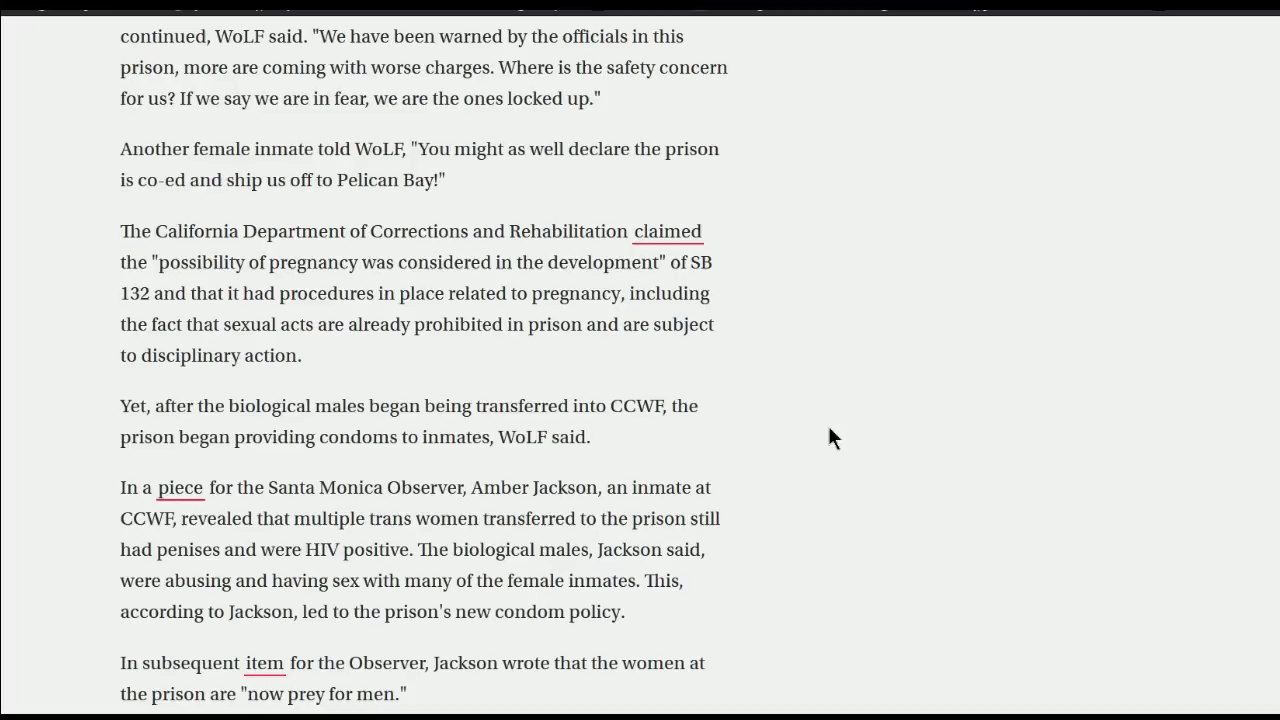 continued, WoLF said. "We have been warned by the officials in this
prison, more are coming with worse charges. Where is the safety concern
for us? If we say we are in fear, we are the ones locked up."
Another female inmate told WoLF, "You might as well declare the prison
is co-ed and ship us off to Pelican Bay!"
The California Department of Corrections and Rehabilitation claimed
the "possibility of pregnancy was considered in the development" of SB
132 and that it had procedures in place related to pregnancy, including
the fact that sexual acts are already prohibited in prison and are subject
to disciplinary action.
Yet, after the biological males began being transferred into CCWF, the
prison began providing condoms to inmates, WoLF said.
In a piece for the Santa Monica Observer, Amber Jackson, an inmate at
CCWF, revealed that multiple trans women transferred to the prison still
had penises and were HIV positive. The biological males, Jackson said,
were abusing and having sex with many of the female inmates. This,
according to Jackson, led to the prison's new condom policy.
In subsequent item for the Observer, Jackson wrote that the women at
the prison are "now prey for men."